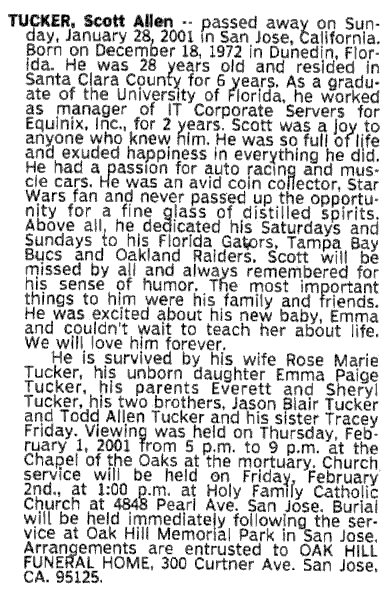 TUCKER, Scott Allen -- passed away on Sun-
day, January 28, 2001 in San Jose, California.
Born on December 18, 1972 in Dunedin, Flor-
ida. He was 28 years old and resided in
Santa Clara County for 6 years. As a gradu-
ate of the University of Florida, he worked
as manager of IT Corporate Servers for
Equinix, Inc., for 2 years. Scott was a joy to
anyone who knew him. He was so full of life
and exuded happiness in everything he did.
He had a passion for auto racing and mus-
cle cars. He was an avid coin collector, Star
Wars fan and never passed up the opportu-
nity for a fine glass of distilled spirits.
Above all, he dedicated his Saturdays and
Sundays to his Florida Gators, Tampa Bay
Bucs and Oakland Raiders. Scott will be
missed by all and always remembered for
his sense of humor. The most important
things to him were his family and friends.
He was excited about his new baby, Emma
and couldn't wait to teach her about life.
We will love him forever.
He is survived by his wife Rose Marie
Tucker, his unborn daughter Emma Paige
Tucker, his parents Everett and Sheryl
Tucker, his two brothers, Jason Blair Tucker
and Todd Allen Tucker and his sister Tracey
Friday. Viewing was held on Thursday, Feb-
ruary 1, 2001 from 5 p.m. to 9 p.m. at the
Chapel of the Oaks at the mortuary. Church
service will be held on Friday, February
2nd., at 1:00 p.m. at Holy Family Catholic
Church at 4848 Pearl Ave. San Jose. Burial
will be held immediately following the ser-
vice at Oak Hill Memorial Park in San Jose.
Arrangements are entrusted to OAK HILL
FUNERAL HOME, 300 Curtner Ave. San Jose,
CA. 95125.